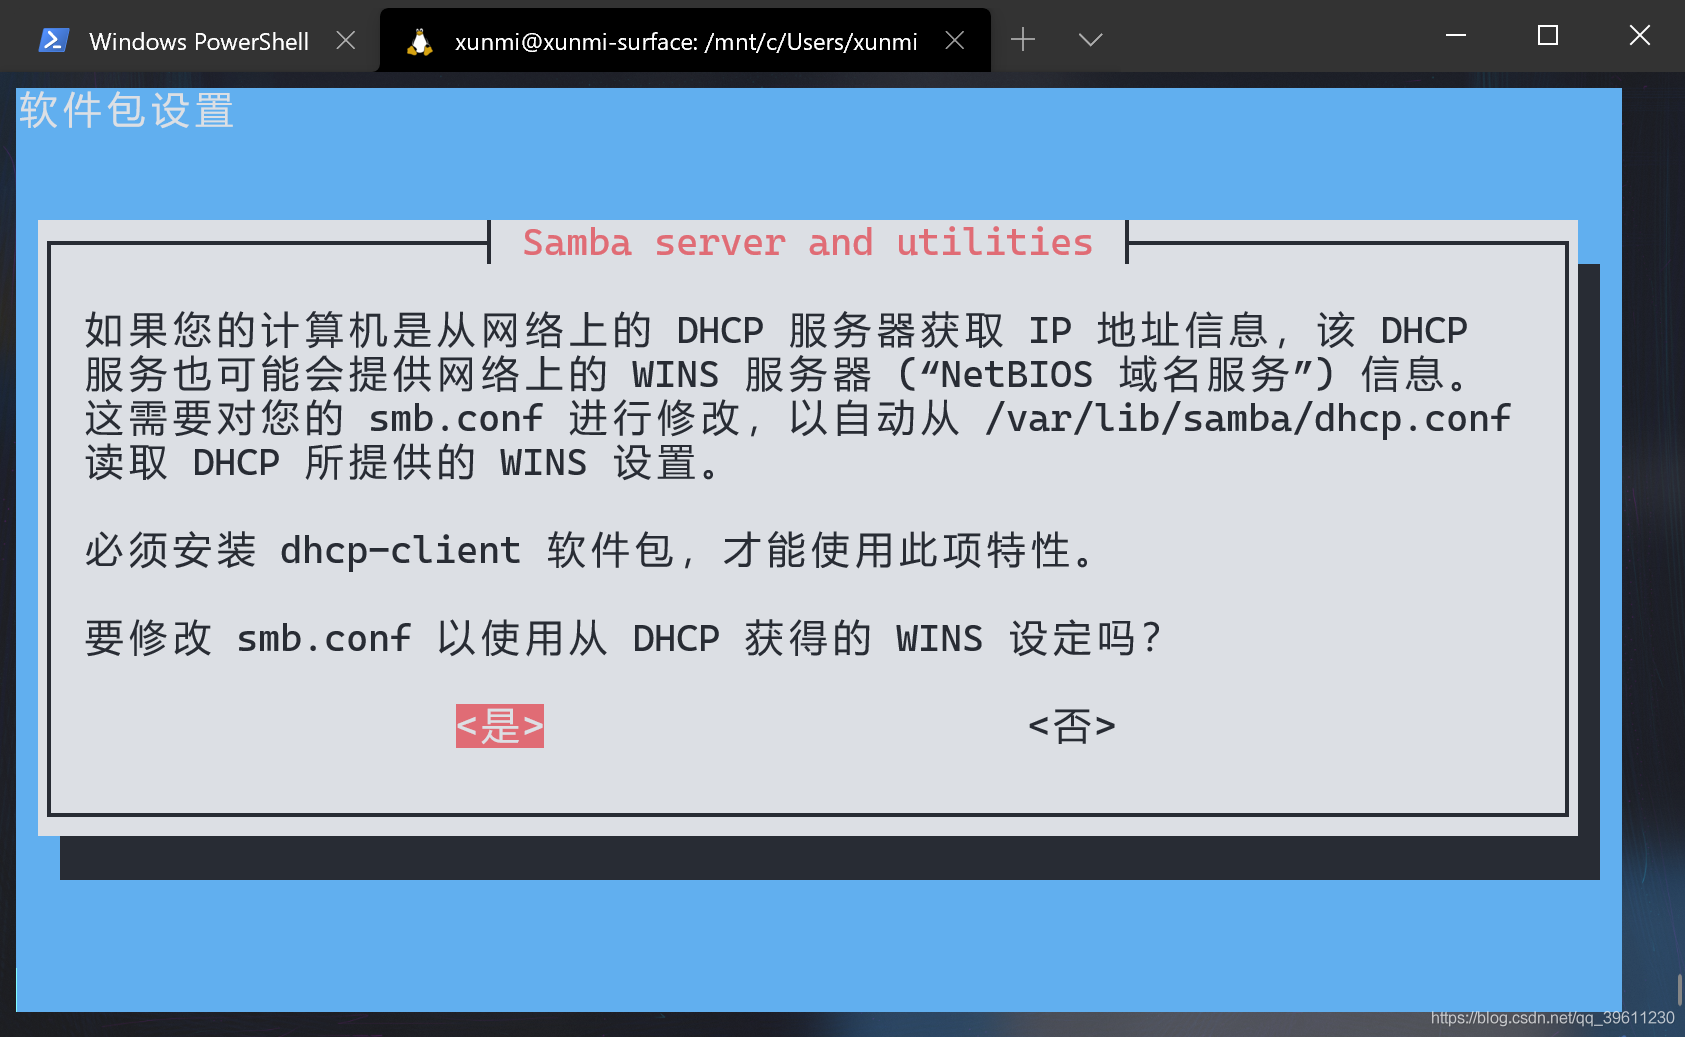 Windows PowerShell
xunmi@xunmi-surface: /mnt/c/Users/xunmi
软件包设置
Samba server and utilities
如果您的计算机是从网络上的 DHCP 服务器获取 IP 地址信息，该 DHCP
服务也可能会提供网络上的 WINS 服务器（“NetBIOS 域名服务”）信息。
这需要对您的 smb.conf 进行修改，以自动从 /var/lib/samba/dhcp.conf
读取 DHCP 所提供的 WINS 设置。
必须安装 dhcp-client 软件包，才能使用此项特性。
要修改 smb.conf 以使用从 DHCP 获得的 WINS 设定吗？
<是> <否>
https://blog.csdn.net/qq_39611230